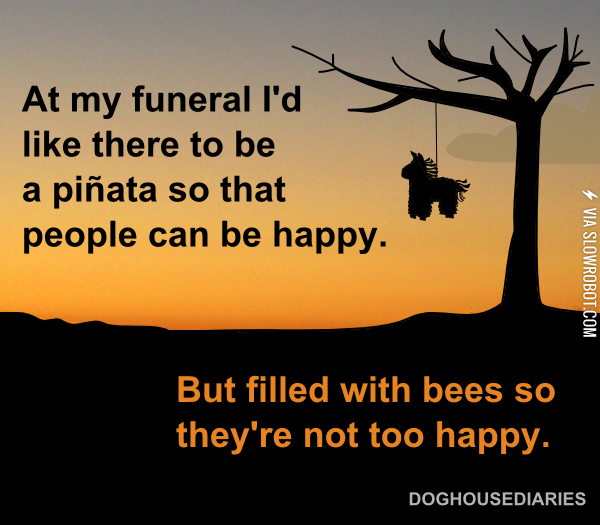 At my funeral I'd
like there to be
a piñata so that
people can be happy.
But filled with bees so
they're not too happy.
DOGHOUSEDIARIES
VIA SLOWROBOT.COM